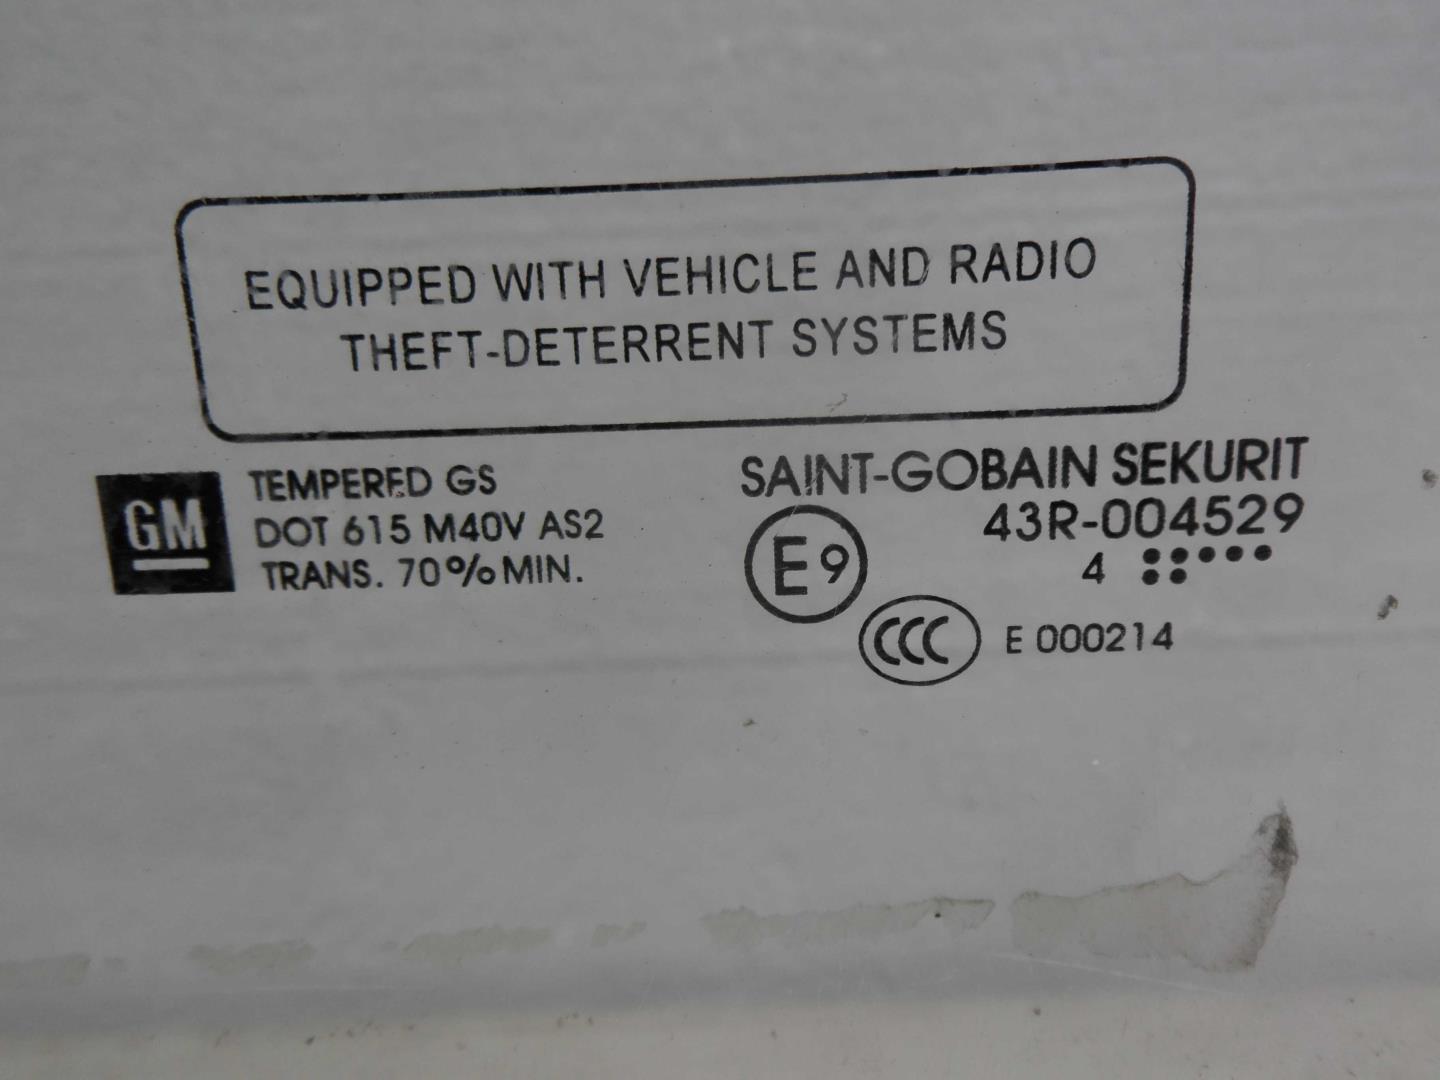 EQUIPPED WITH VEHICLE AND RADIO
THEFT-DETERRENT SYSTEMS
GM
TEMPERED GS
DOT 615 M40V AS2
TRANS. 70% MIN.
SAINT-GOBAIN SEKURIT
43R-004529
E9
4
CCC E 000214